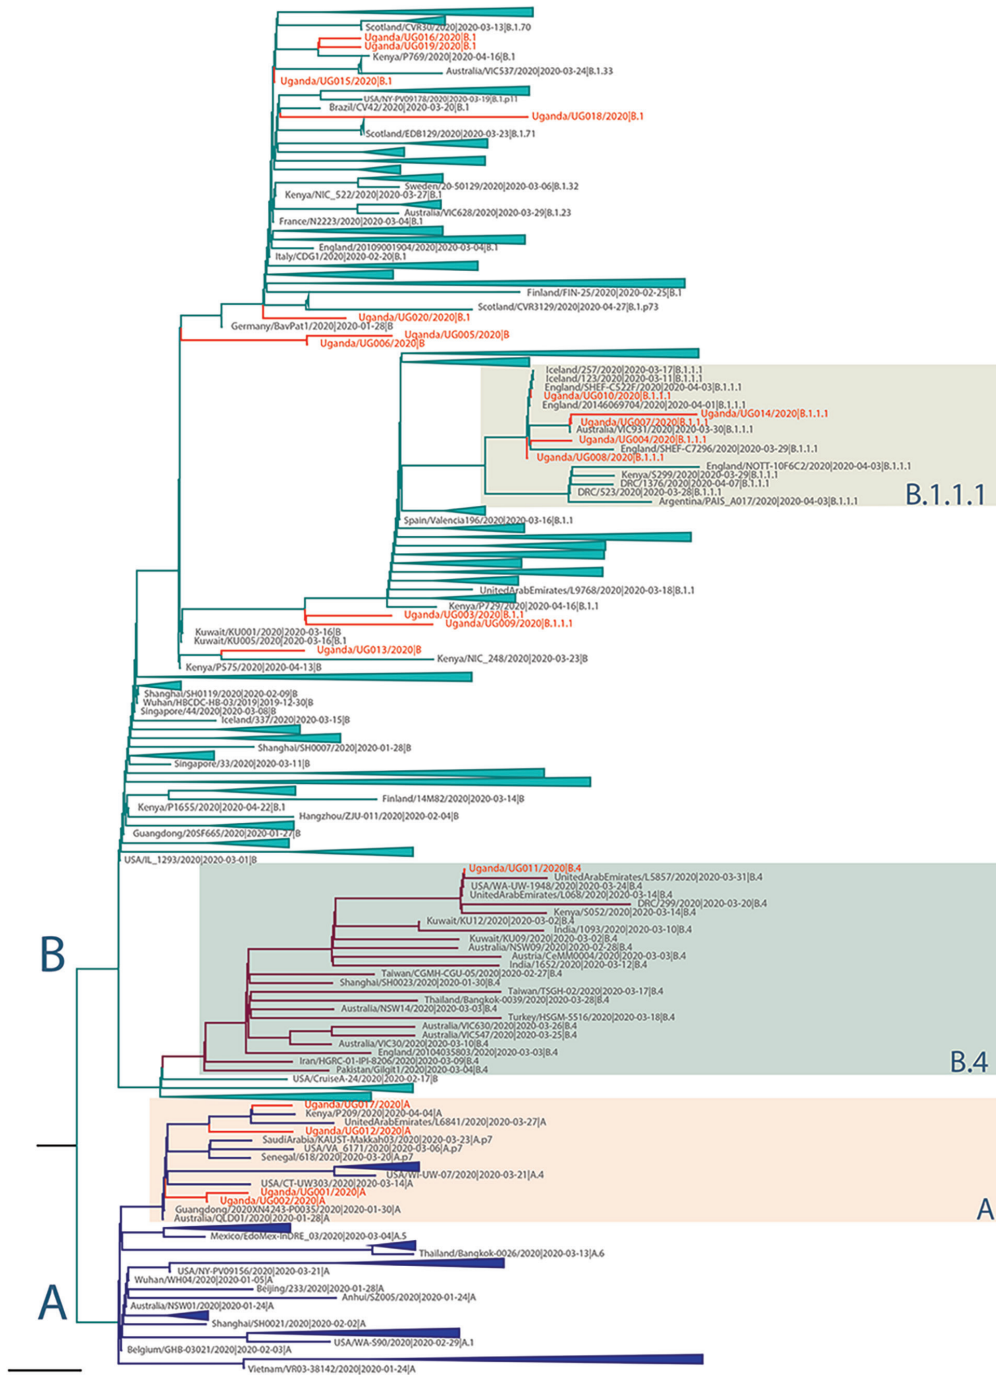 Scotland/CVR30/2020|2020-03-13|B.1.70
Uganda/UG016/2020|B.1
Uganda/UG019/2020|B.1
Kenya/P769/2020|2020-04-16|B.1
Australia/VIC537/2020|2020-03-24|B.1.33
Uganda/UG015/2020|B.1
USA/NY-PV09178/2020|2020-03-19|B.1.p11
Brazil/CV42/2020|2020-03-20|B.1
Uganda/UG018/2020|B.1
Scotland/EDB129/2020|2020-03-23|B.1.71
Sweden/20-50129/2020|2020-03-06|B.1.32
Kenya/NIC_522/2020|2020-03-27|B.1
Australia/VIC628/2020|2020-03-29|B.1.23
France/N2223/2020|2020-03-04|B.1
England/20109001904/2020|2020-03-04|B.1
Italy/CDG1/2020|2020-02-20|B.1
Finland/FIN-25/2020|2020-02-25|B.1
Scotland/CVR3129/2020|2020-04-27|B.1.p73
Uganda/UG020/2020|B.1
Germany/BavPat1/2020|2020-01-28|B
Uganda/UG005/2020|B
Uganda/UG006/2020|B
Iceland/257/2020|2020-03-17|B.1.1.1
Iceland/123/2020|2020-03-11|B.1.1.1
England/SHEF-C522F/2020|2020-04-03|B.1.1.1
Uganda/UG010/2020|B.1.1.1
England/20146069704/2020|2020-04-01|B.1.1.1
Uganda/UG014/2020|B.1.1.1
Uganda/UG007/2020|B.1.1.1
Australia/VIC931/2020|2020-03-30|B.1.1.1
Uganda/UG004/2020|B.1.1.1
England/SHEF-C7296/2020|2020-03-29|B.1.1.1
Uganda/UG008/2020|B.1.1.1
England/NOTT-10F6C2/2020|2020-04-03|B.1.1.1
Kenya/S299/2020|2020-03-29|B.1.1.1
DRC/1376/2020|2020-04-07|B.1.1.1
DRC/523/2020|2020-03-28|B.1.1.1
Argentina/PAIS_A017/2020|2020-04-03|B.1.1.1
B.1.1.1
Spain/Valencia196/2020|2020-03-16|B.1.1
UnitedArabEmirates/L9768/2020|2020-03-18|B.1.1
Kenya/P729/2020|2020-04-16|B.1.1
Uganda/UG003/2020|B.1.1
Uganda/UG009/2020|B.1.1.1
Kuwait/KU001/2020|2020-03-16|B
Kuwait/KU005/2020|2020-03-16|B.1
Uganda/UG013/2020|B
Kenya/NIC_248/2020|2020-03-23|B
Kenya/P575/2020|2020-04-13|B
Shanghai/SH0119/2020|2020-02-09|B
Wuhan/HBCDC-HB-03/2019|2019-12-30|B
Singapore/44/2020|2020-03-08|B
Iceland/337/2020|2020-03-15|B
Shanghai/SH0007/2020|2020-01-28|B
Singapore/33/2020|2020-03-11|B
Finland/14M82/2020|2020-03-14|B
Kenya/P1655/2020|2020-04-22|B.1
Hangzhou/ZJU-011/2020|2020-02-04|B
Guangdong/20SF665/2020|2020-01-27|B
USA/IL_1293/2020|2020-03-01|B
Uganda/UG011/2020|B.4
UnitedArabEmirates/L5857/2020|2020-03-31|B.4
USA/WA-UW-1948/2020|2020-03-24|B.4
UnitedArabEmirates/L068/2020|2020-03-14|B.4
DRC/299/2020|2020-03-20|B.4
Kenya/S052/2020|2020-03-14|B.4
Kuwait/KU12/2020|2020-03-02|B.4
India/1093/2020|2020-03-10|B.4
Kuwait/KU09/2020|2020-03-02|B.4
Australia/NSW09/2020|2020-02-28|B.4
Austria/CeMM0004/2020|2020-03-03|B.4
India/1652/2020|2020-03-12|B.4
Taiwan/CGMH-CGU-05/2020|2020-02-27|B.4
Shanghai/SH0023/2020|2020-01-30|B.4
Taiwan/TSGH-02/2020|2020-03-17|B.4
Thailand/Bangkok-0039/2020|2020-03-28|B.4
Australia/NSW14/2020|2020-03-03|B.4
Turkey/HSGM-5516/2020|2020-03-18|B.4
Australia/VIC630/2020|2020-03-26|B.4
Australia/VIC547/2020|2020-03-25|B.4
Australia/VIC30/2020|2020-03-10|B.4
England/20104035803/2020|2020-03-03|B.4
Iran/HGRC-01-IPI-8206/2020|2020-03-09|B.4
Pakistan/Gilgit1/2020|2020-03-04|B.4
B
B.4
USA/CruiseA-24/2020|2020-02-17|B
Uganda/UG017/2020|A
Kenya/P209/2020|2020-04-04|A
UnitedArabEmirates/L6841/2020|2020-03-27|A
Uganda/UG012/2020|A
SaudiArabia/KAUST-Makkah03/2020|2020-03-23|A.p7
USA/VA_6171/2020|2020-03-06|A.p7
Senegal/618/2020|2020-03-20|A.p7
USA/WI-UW-07/2020|2020-03-21|A.4
USA/CT-UW303/2020|2020-03-14|A
Uganda/UG001/2020|A
Uganda/UG002/2020|A
Guangdong/2020XN4243-P0035/2020|2020-01-30|A
Australia/QLD01/2020|2020-01-28|A
A
Mexico/EdoMex-InDRE_03/2020|2020-03-04|A.5
Thailand/Bangkok-0026/2020|2020-03-13|A.6
USA/NY-PV09156/2020|2020-03-21|A
Wuhan/WH04/2020|2020-01-05|A
Beijing/233/2020|2020-01-28|A
Anhui/SZ005/2020|2020-01-24|A
A
Australia/NSW01/2020|2020-01-24|A
Shanghai/SH0021/2020|2020-02-02|A
USA/WA-S90/2020|2020-02-29|A.1
Belgium/GHB-03021/2020|2020-02-03|A
Vietnam/VR03-38142/2020|2020-01-24|A